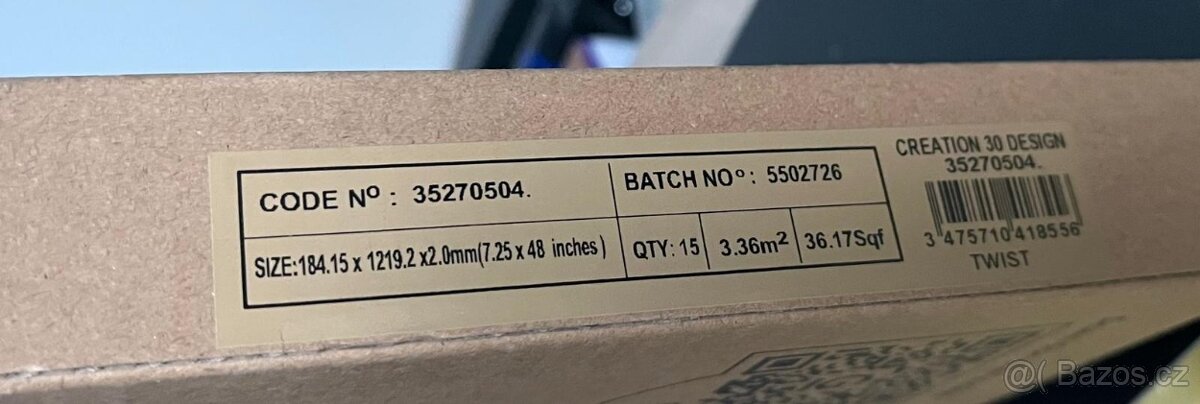 CODE Nº : 35270504.
BATCH NOº : 5502726
SIZE:184.15 x 1219.2 x2.0mm(7.25 x 48 inches)
QTY: 15
3.36m²
36.17Sqf
CREATION 30 DESIGN
35270504.
3 475710 418556
TWIST
@( Bazos.cz